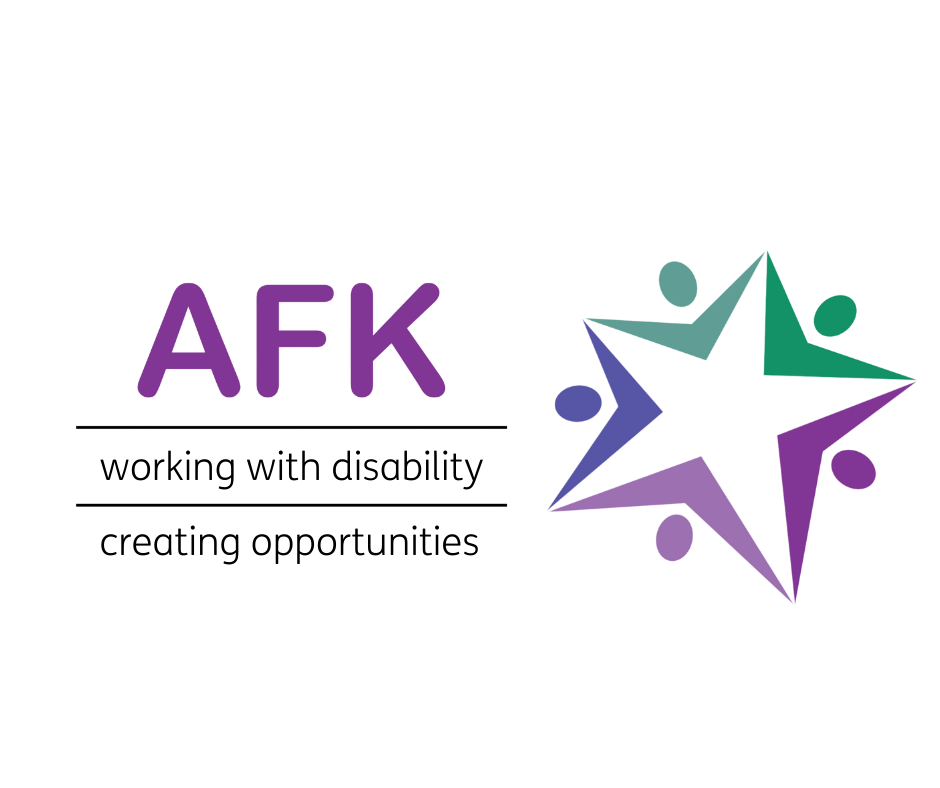 AFK
working with disability
creating opportunities